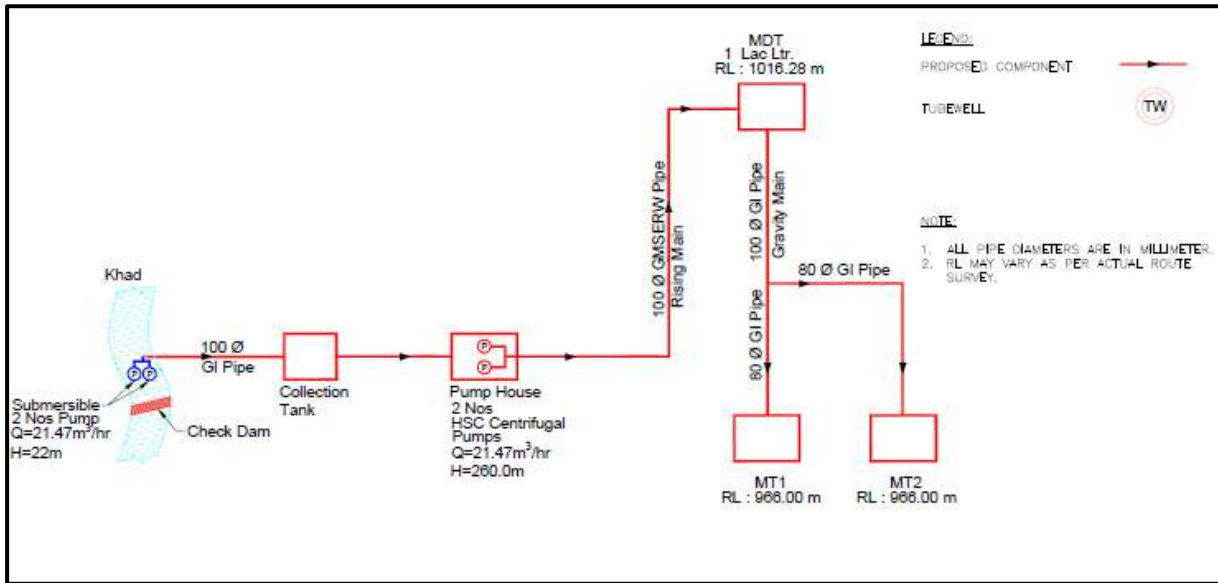 MDT
1 Lac Ltr.
RL : 1016.28 m
LEGEND:
PROPOSED COMPONENT
TUBEWELL
TW
100 Ø GMSERW Pipe
Rising Main
100 Ø GI Pipe
Gravity Main
NOTE:
1. ALL PIPE DIAMETERS ARE IN MILLIMETER.
2. RL MAY VARY AS PER ACTUAL ROUTE
SURVEY.
Khad
80 Ø GI Pipe
80 Ø GI Pipe
100 Ø
GI Pipe
P
P
P
P
Submersible
2 Nos Pump
Q=21.47m³/hr
H=22m
Check Dam
Collection
Tank
Pump House
2 Nos
HSC Centrifugal
Pumps
Q=21.47m³/hr
H=260.0m
MT1
RL : 966.00 m
MT2
RL : 966.00 m